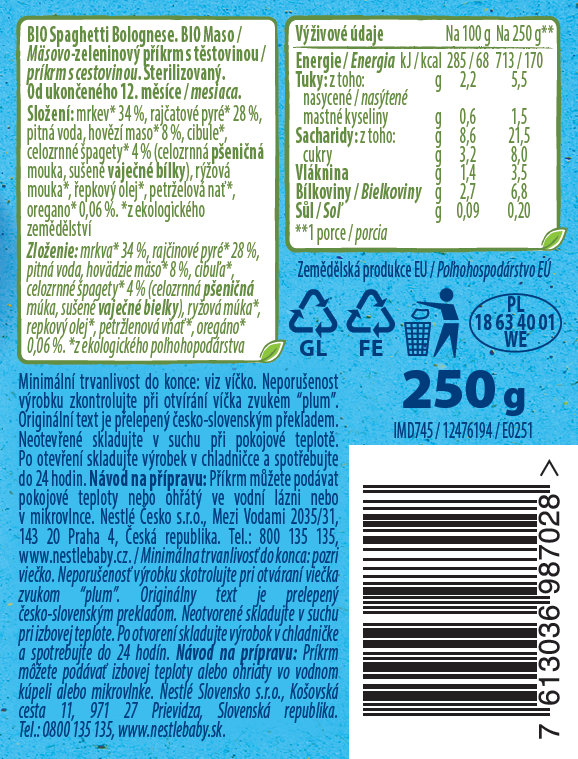 BIO Spaghetti Bolognese. BIO Maso /
Mäsovo-zeleninový příkrm s těstovinou /
príkrm s cestovinou. Sterilizovaný.
Od ukončeného 12. měsíce / mesiaca.
Složení: mrkev* 34 %, rajčatové pyré* 28 %,
pitná voda, hovězí maso* 8 %, cibule*,
celozrnné špagety* 4 % (celozrnná pšeničná
mouka, sušené vaječné bílky), rýžová
mouka*, řepkový olej*, petrželová nať*,
oregano* 0,06 %. *z ekologického
zemědělství
Zloženie: mrkva* 34 %, rajčinové pyré* 28 %,
pitná voda, hovädzie mäso* 8 %, cibuľa*,
celozrnné špagety* 4 % (celozrnná pšeničná
múka, sušené vaječné bielky), ryžová múka*,
repkový olej*, petržlenová vňať*, oregáno*
0,06 %. *z ekologického poľnohopodárstva
Výživové údaje Na 100 g Na 250 g**
Energie / Energia kJ / kcal 285 / 68 713 / 170
Tuky: z toho: g 2,2 5,5
nasycené / nasýtené
mastné kyseliny g 0,6 1,5
Sacharidy: z toho: g 8,6 21,5
cukry g 3,2 8,0
Vláknina g 1,4 3,5
Bílkoviny / Bielkoviny g 2,7 6,8
Sůl / Soľ g 0,09 0,20
**1 porce / porcia
Zemědělská produkce EU / Poľnohospodárstvo EÚ
GL FE
PL
18 63 40 01
WE
250 g
IMD745 / 12476194 / E0251
Minimální trvanlivost do konce: viz víčko. Neporušenost
výrobku zkontrolujte při otvírání víčka zvukem "plum".
Originální text je přelepený česko-slovenským překladem.
Neotevřené skladujte v suchu při pokojové teplotě.
Po otevření skladujte výrobek v chladničce a spotřebujte
do 24 hodin. Návod na přípravu: Příkrm můžete podávat
pokojové teploty nebo ohřátý ve vodní lázni nebo
v mikrovlnce. Nestlé Česko s.r.o., Mezi Vodami 2035/31,
143 20 Praha 4, Česká republika. Tel.: 800 135 135,
www.nestlebaby.cz. / Minimálna trvanlivosť do konca: pozri
viečko. Neporušenosť výrobku skotrolujte pri otváraní viečka
zvukom "plum". Originálny text je prelepený
česko-slovenským prekladom. Neotvorené skladujte v suchu
pri izbovej teplote. Po otvorení skladujte výrobok v chladničke
a spotrebujte do 24 hodín. Návod na prípravu: Príkrm
môžete podávať izbovej teploty alebo ohriaty vo vodnom
kúpeli alebo mikrovlnke. Nestlé Slovensko s.r.o., Košovská
cesta 11, 971 27 Prievidza, Slovenská republika.
Tel.: 0800 135 135, www.nestlebaby.sk.
7 613036 987028 >